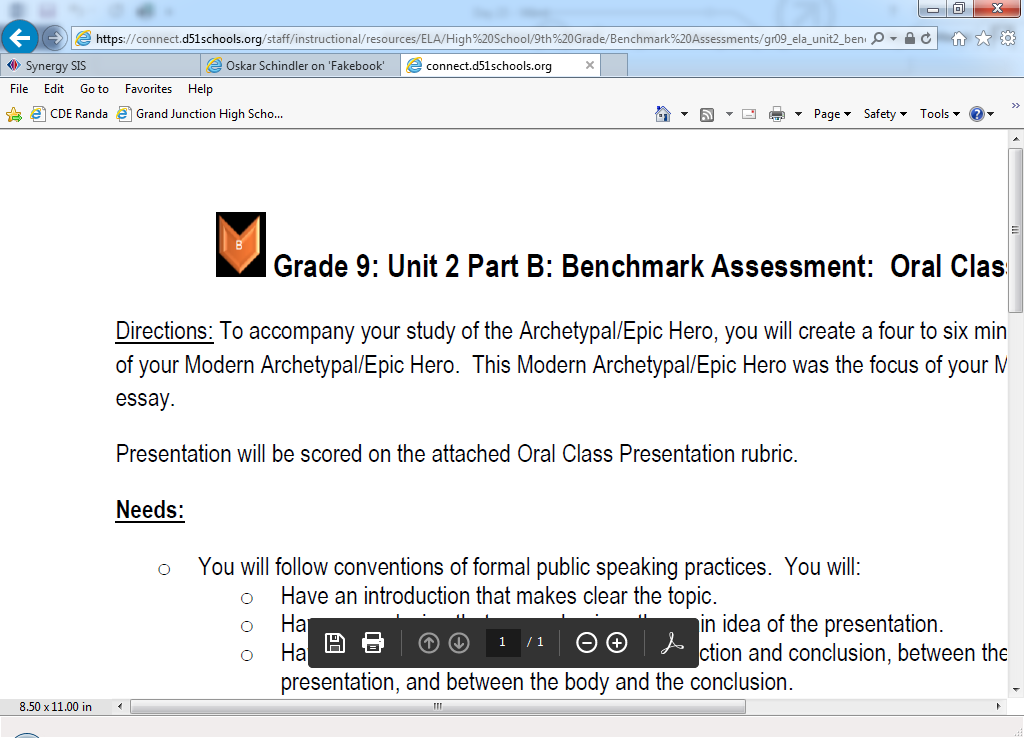 https://connect.d51schools.org/staff/instructional/resources/ELA/High%20School/9th%20Grade/Benchmark%20Assessments/gr09_ela_unit2_ben
Synergy SIS Oskar Schindler on 'Fakebook' connect.d51schools.org
File Edit Go to Favorites Help
CDE Randa Grand Junction High Scho... Page Safety Tools
B
Grade 9: Unit 2 Part B: Benchmark Assessment: Oral Clas
Directions: To accompany your study of the Archetypal/Epic Hero, you will create a four to six min
of your Modern Archetypal/Epic Hero. This Modern Archetypal/Epic Hero was the focus of your M
essay.
Presentation will be scored on the attached Oral Class Presentation rubric.
Needs:
You will follow conventions of formal public speaking practices. You will:
Have an introduction that makes clear the topic.
idea of the presentation.
and conclusion, between the
presentation, and between the body and the conclusion.
1 / 1
8.50 x 11.00 in